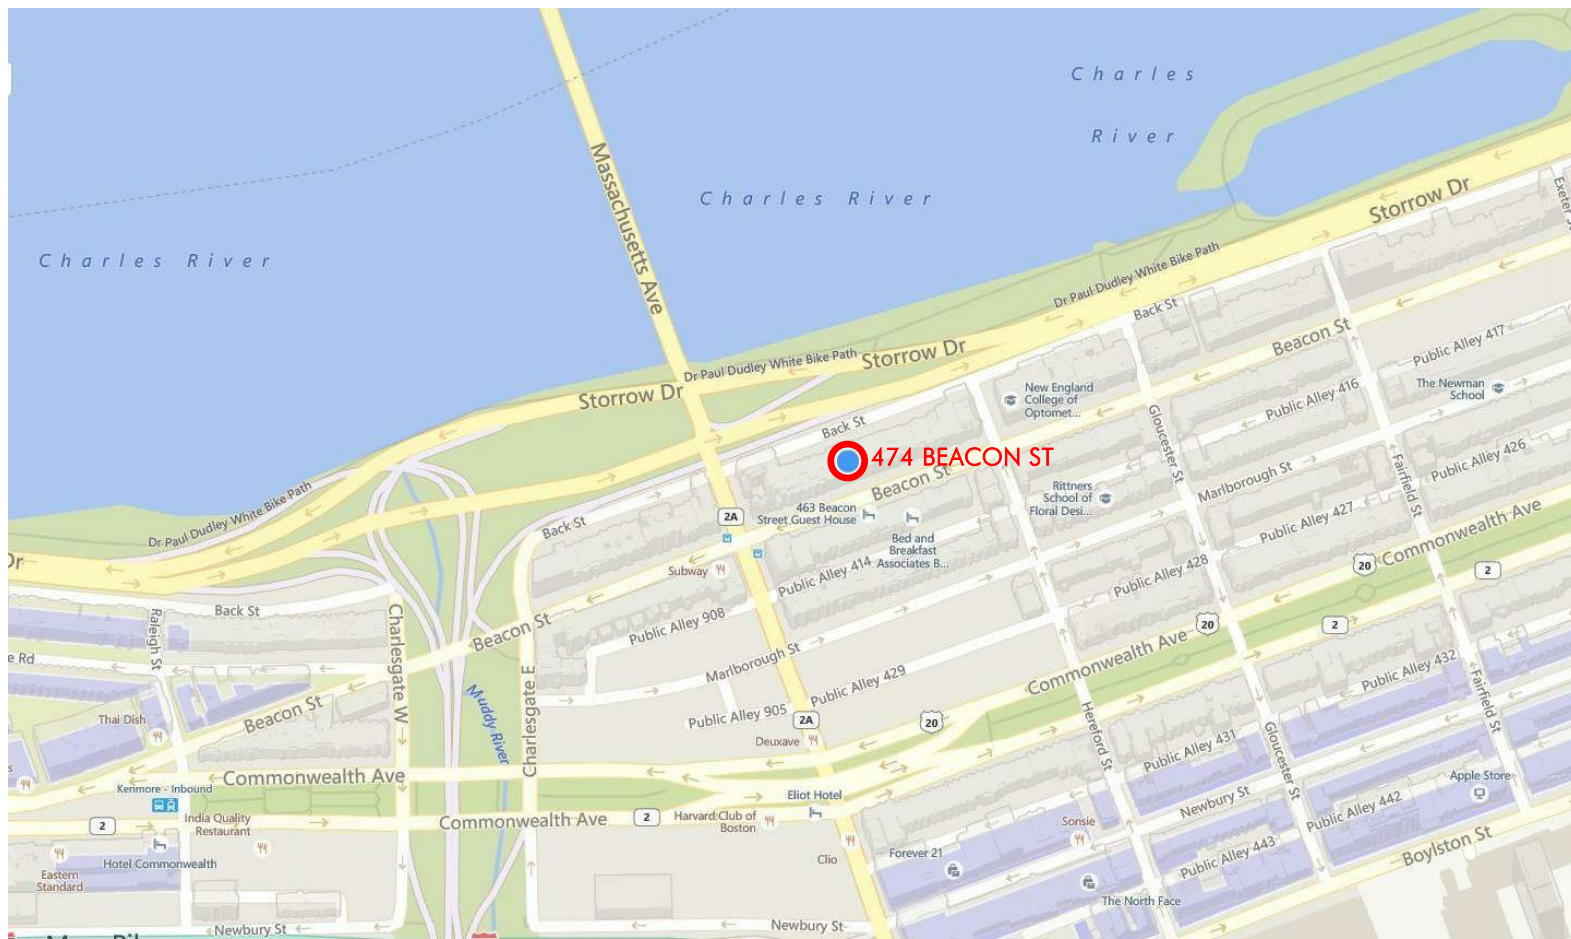 Charles
River
Massachusetts Ave
Charles River
Charles River
Storrow Dr
Exeter St
Dr Paul Dudley White Bike Path
Back St
Beacon St
Public Alley 417
Storrow Dr
Dr Paul Dudley White Bike Path
Storrow Dr
New England
College of
Optomet...
Public Alley 416
The Newman
School
Gloucester St
Back St
474 BEACON ST
Beacon St
Marlborough St
Fairfield St
Public Alley 426
Rittners
School of
Floral Desi...
463 Beacon
Street Guest House
2A
Dr Paul Dudley White Bike Path
Back St
Bed and
Breakfast
Associates B...
Public Alley 427
Commonwealth Ave
20
2
Subway
Public Alley 414
Public Alley 428
Dr
Back St
Raleigh St
Charlesgate W
Beacon St
Public Alley 908
20
2
Marlborough St
Commonwealth Ave
e Rd
Charlesgate E
Public Alley 429
Public Alley 432
Fairfield St
Muddy River
Beacon St
Thai Dish
Public Alley 905
2A
20
Hereford St
Deuxave
Public Alley 431
Gloucester St
s
Commonwealth Ave
Kenmore - Inbound
Eliot Hotel
Apple Store
Newbury St
Public Alley 442
2
India Quality
Restaurant
Commonwealth Ave
2
Harvard Club of
Boston
Sonsie
Boylston St
Hotel Commonwealth
Clio
Forever 21
Public Alley 443
Eastern
Standard
The North Face
Newbury St
Newbury St